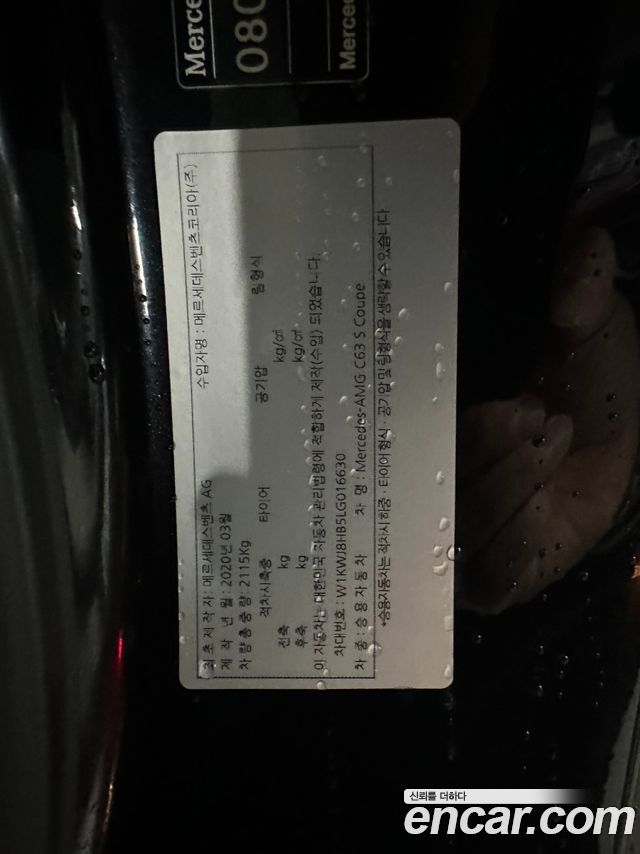 Merce
080
Merced
최초 제작자 : 메르세데스벤츠 AG 수입자명 : 메르세데스벤츠코리아(주)
제 작 년 월 : 2020년 03월
차량총중량 : 2115Kg
적차시축중 타이어 공기압 림형식
전축 kg kg/㎠
후축 kg kg/㎠
이 자동차는 대한민국 자동차 관리법령에 적합하게 제작(수입) 되었습니다.
차대번호 : W1KWJ8HB5LG016630
차 종 : 승용자동차 차 명 : Mercedes-AMG C63 S Coupe
*승용자동차는 적차시 하중 · 타이어 형식 · 공기압 및 림형식을 생략할 수 있습니다
신뢰를 더하다
encar.com